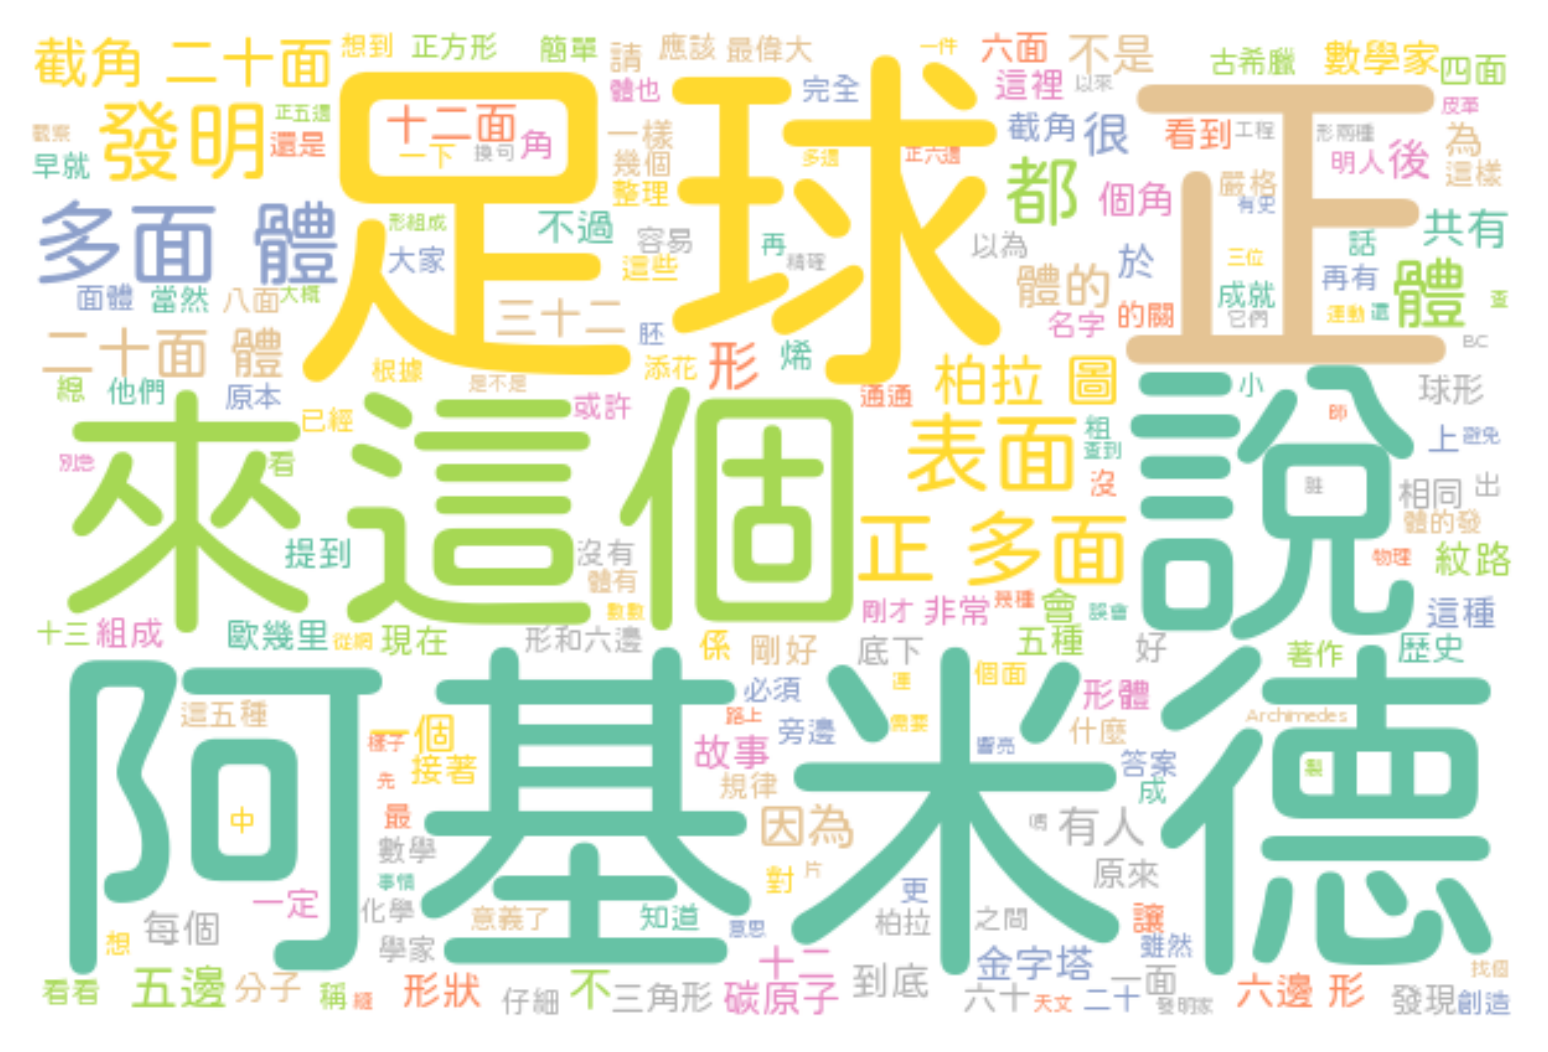 截角 二十面
想到
正方形
簡單
請
應該
最偉大
一件
六面
不是
古希臘
數學家
四面
發明
正五邊
觀察
早就
還是
十二面
一下
換句
角
一樣
幾個
整理
體也
完全
這裡
以來
截角
很
看到
工程
形兩種
皮革
明人
後
為
這樣
足球
正
多邊
正六邊
都
個角
嚴格
有史
共有
話
多面 體
形組成
大家
不過
容易
這些
再
精確
以為
體的
於
三位
成就
它們
再有
體
查
面體
當然
八面
大概
三十二
胚
名字
的關
運動
還
BC
二十面 體
總
他們
原本
根據
是不是
添花
形
烯
柏拉 圖
通通
小
球形
已經
或許
師
上
避免
來這個
說
別急
看
表面
粗
查到
沒
誰
相同
出
體的發
提到
沒有
體有
正 多面
物理
紋路
十三
組成
歐幾里
從網
現在
形和六邊
數數
係
剛好
底下
剛才
非常
幾種
會
誤會
五種
好
這種
著作
歷史
阿基米德
這五種
一個
樣子
接著
先
最
數學
事情
路上
必須
故事
旁邊
規律
連
需要
個面
響亮
形體
什麼
答案
成
Archimedes
製
中
因為
對
片
嗎
有人
原來
一定
化學
每個
想
學家
意義了
知道
意思
更
柏拉
之間
讓
雖然
找個
看看
五邊
分子
稱
縫
形狀
仔細
不
三角形
十二
碳原子
到底
金字塔
六十
天文
一面
二十
發明家
六邊 形
發現
創造